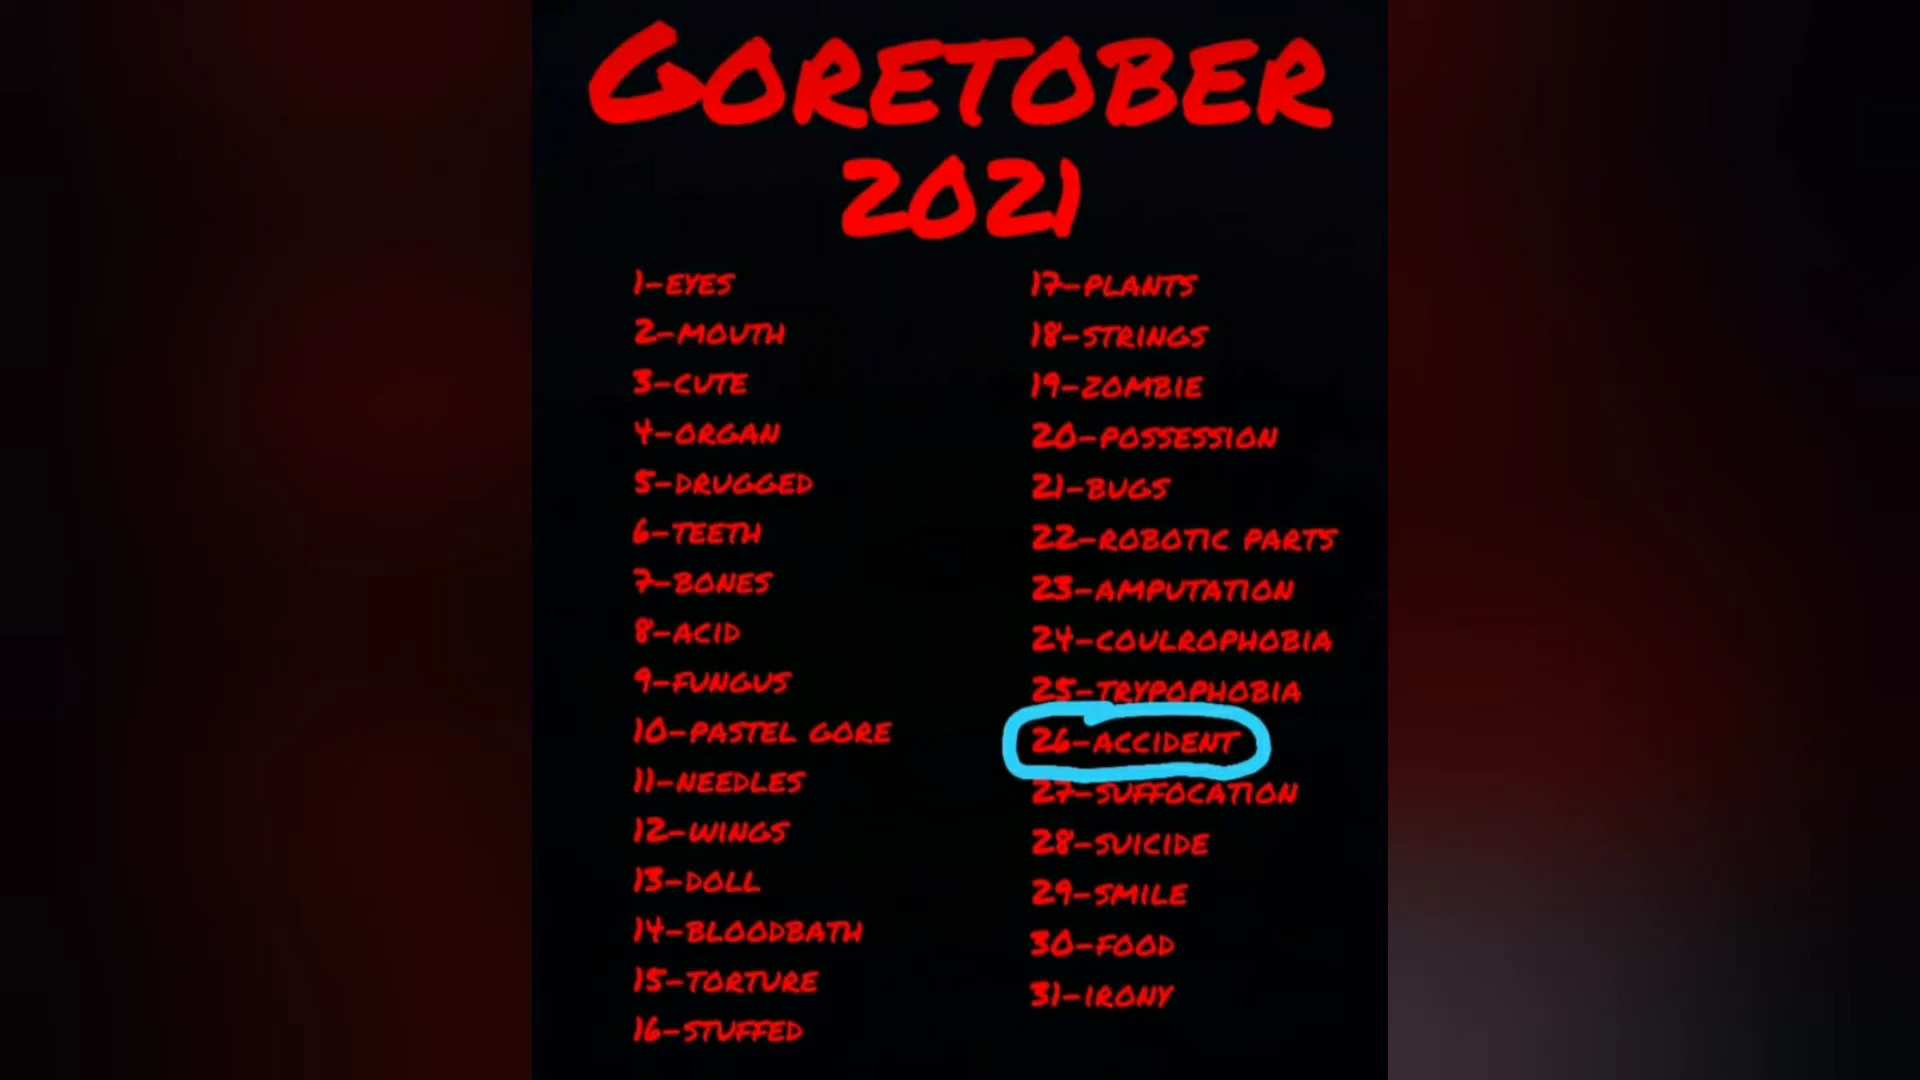 GORETOBER
2021
1-EYES
2-MOUTH
3-CUTE
4-ORGAN
5-DRUGGED
6-TEETH
7-BONES
8-ACID
9-FUNGUS
10-PASTEL GORE
11-NEEDLES
12-WINGS
13-DOLL
14-BLOODBATH
15-TORTURE
16-STUFFED
17-PLANTS
18-STRINGS
19-ZOMBIE
20-POSSESSION
21-BUGS
22-ROBOTIC PARTS
23-AMPUTATION
24-COULROPHOBIA
25-TRYPOPHOBIA
26-ACCIDENT
27-SUFFOCATION
28-SUICIDE
29-SMILE
30-FOOD
31-IRONY